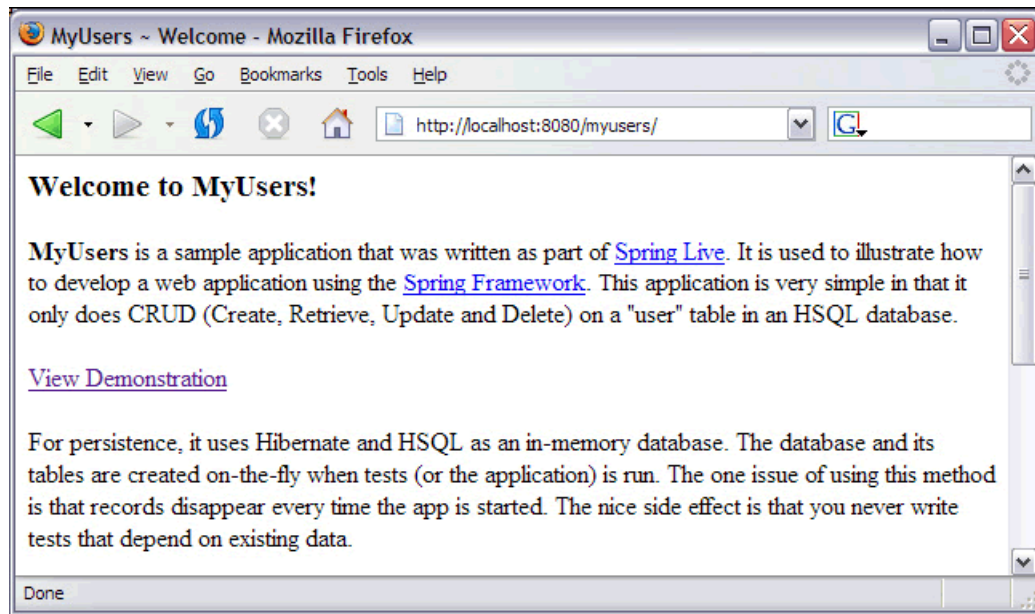 MyUsers ~ Welcome - Mozilla Firefox
File Edit View Go Bookmarks Tools Help
http://localhost:8080/myusers/ G
Welcome to MyUsers!
MyUsers is a sample application that was written as part of Spring Live. It is used to illustrate how
to develop a web application using the Spring Framework. This application is very simple in that it
only does CRUD (Create, Retrieve, Update and Delete) on a "user" table in an HSQL database.
View Demonstration
For persistence, it uses Hibernate and HSQL as an in-memory database. The database and its
tables are created on-the-fly when tests (or the application) is run. The one issue of using this method
is that records disappear every time the app is started. The nice side effect is that you never write
tests that depend on existing data.
Done